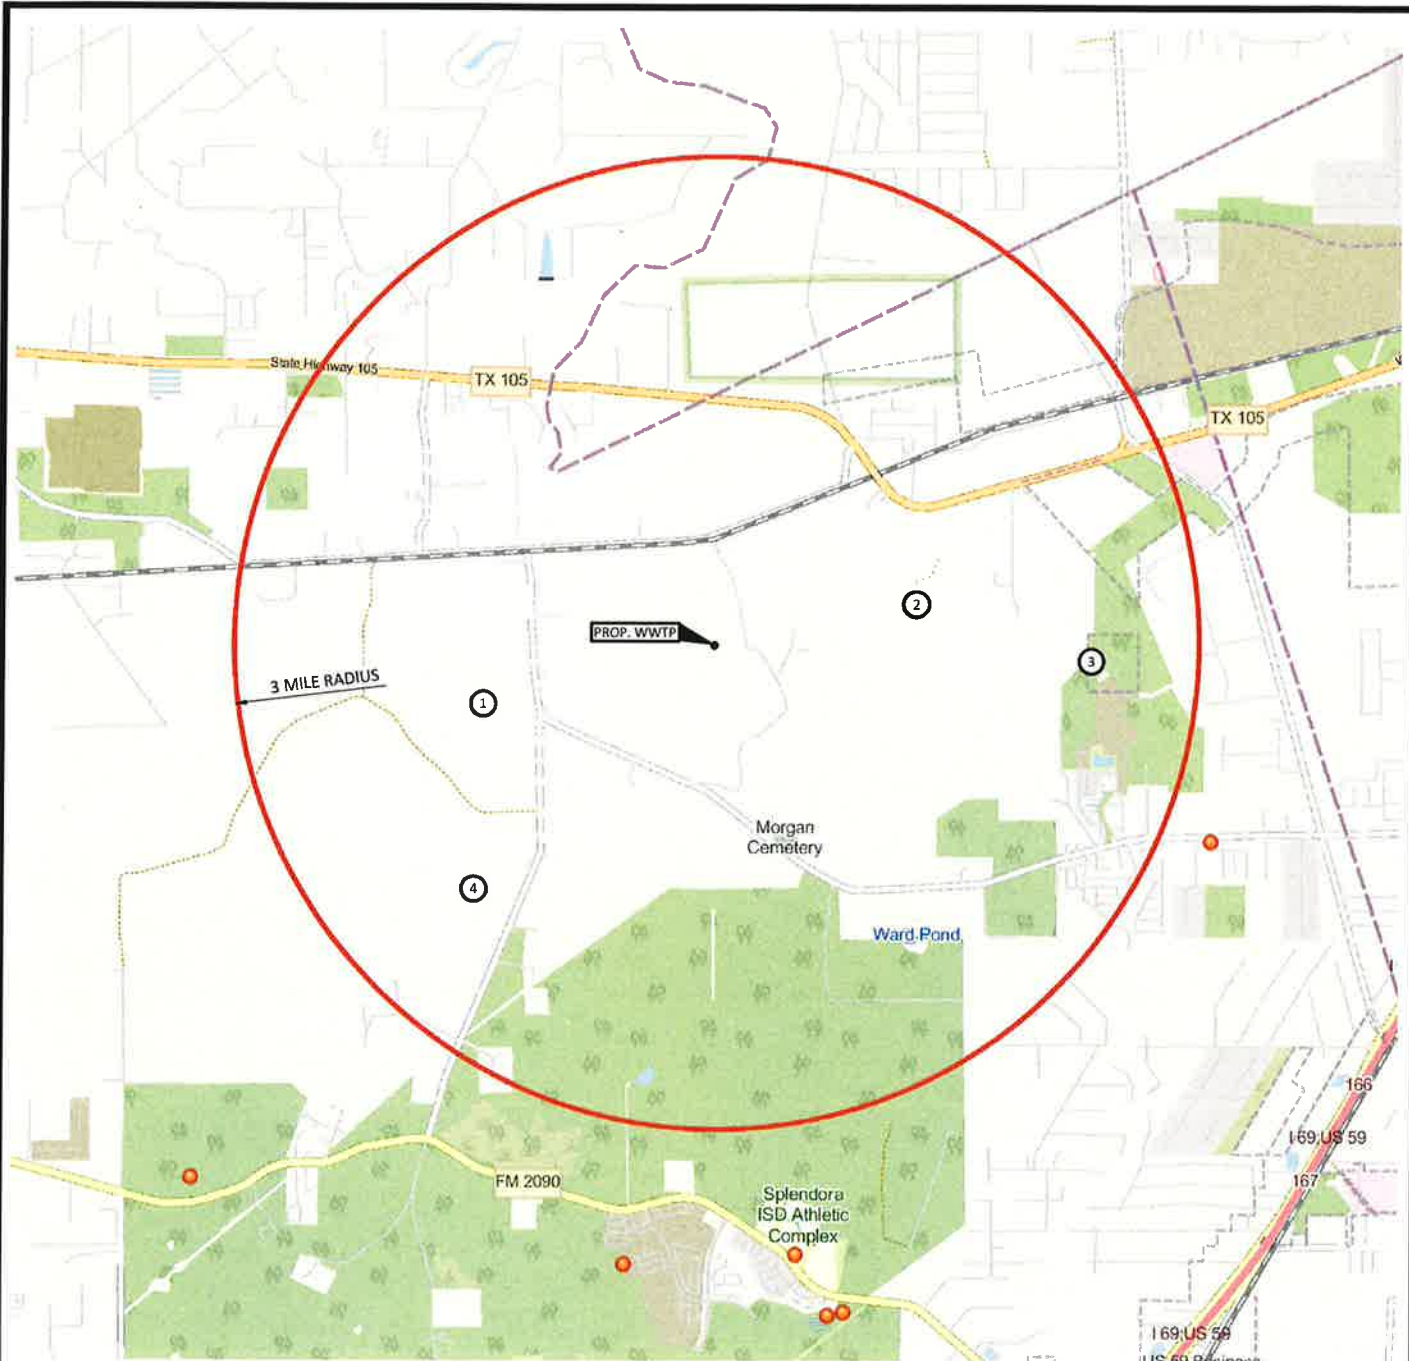 State Highway 105
TX 105
TX 105
2
PROP. WWTP
3
3 MILE RADIUS
1
Morgan
Cemetery
4
Ward Pond
166
I 69;US 59
FM 2090
167
Splendora
ISD Athletic
Complex
I 69;US 59